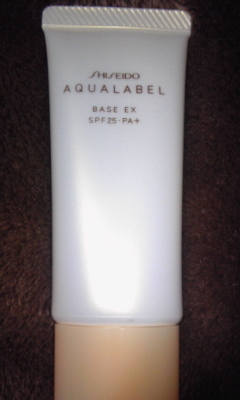 SHISEIDO
AQUALABEL
BASE EX
SPF25·PA+